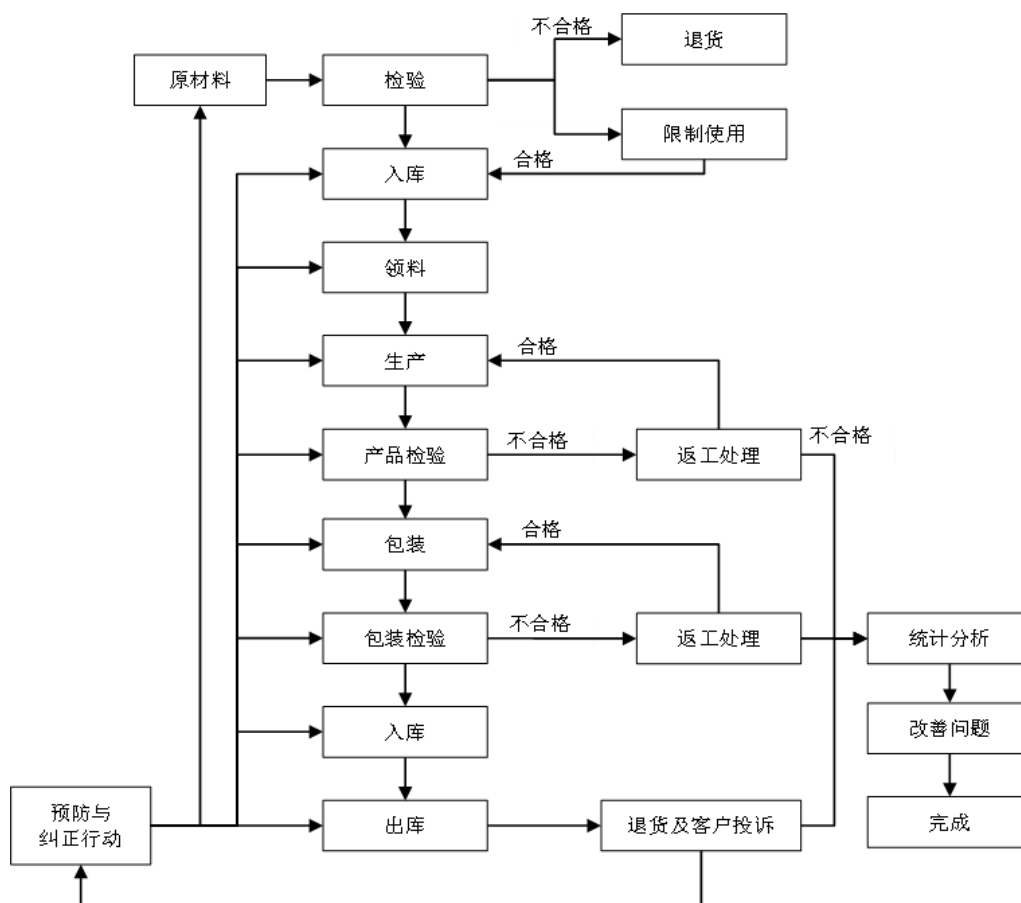 不合格
退货
原材料
检验
限制使用
合格
入库
领料
合格
生产
不合格
不合格
产品检验
返工处理
合格
包装
不合格
包装检验
返工处理
统计分析
入库
改善问题
预防与
纠正行动
出库
退货及客户投诉
完成